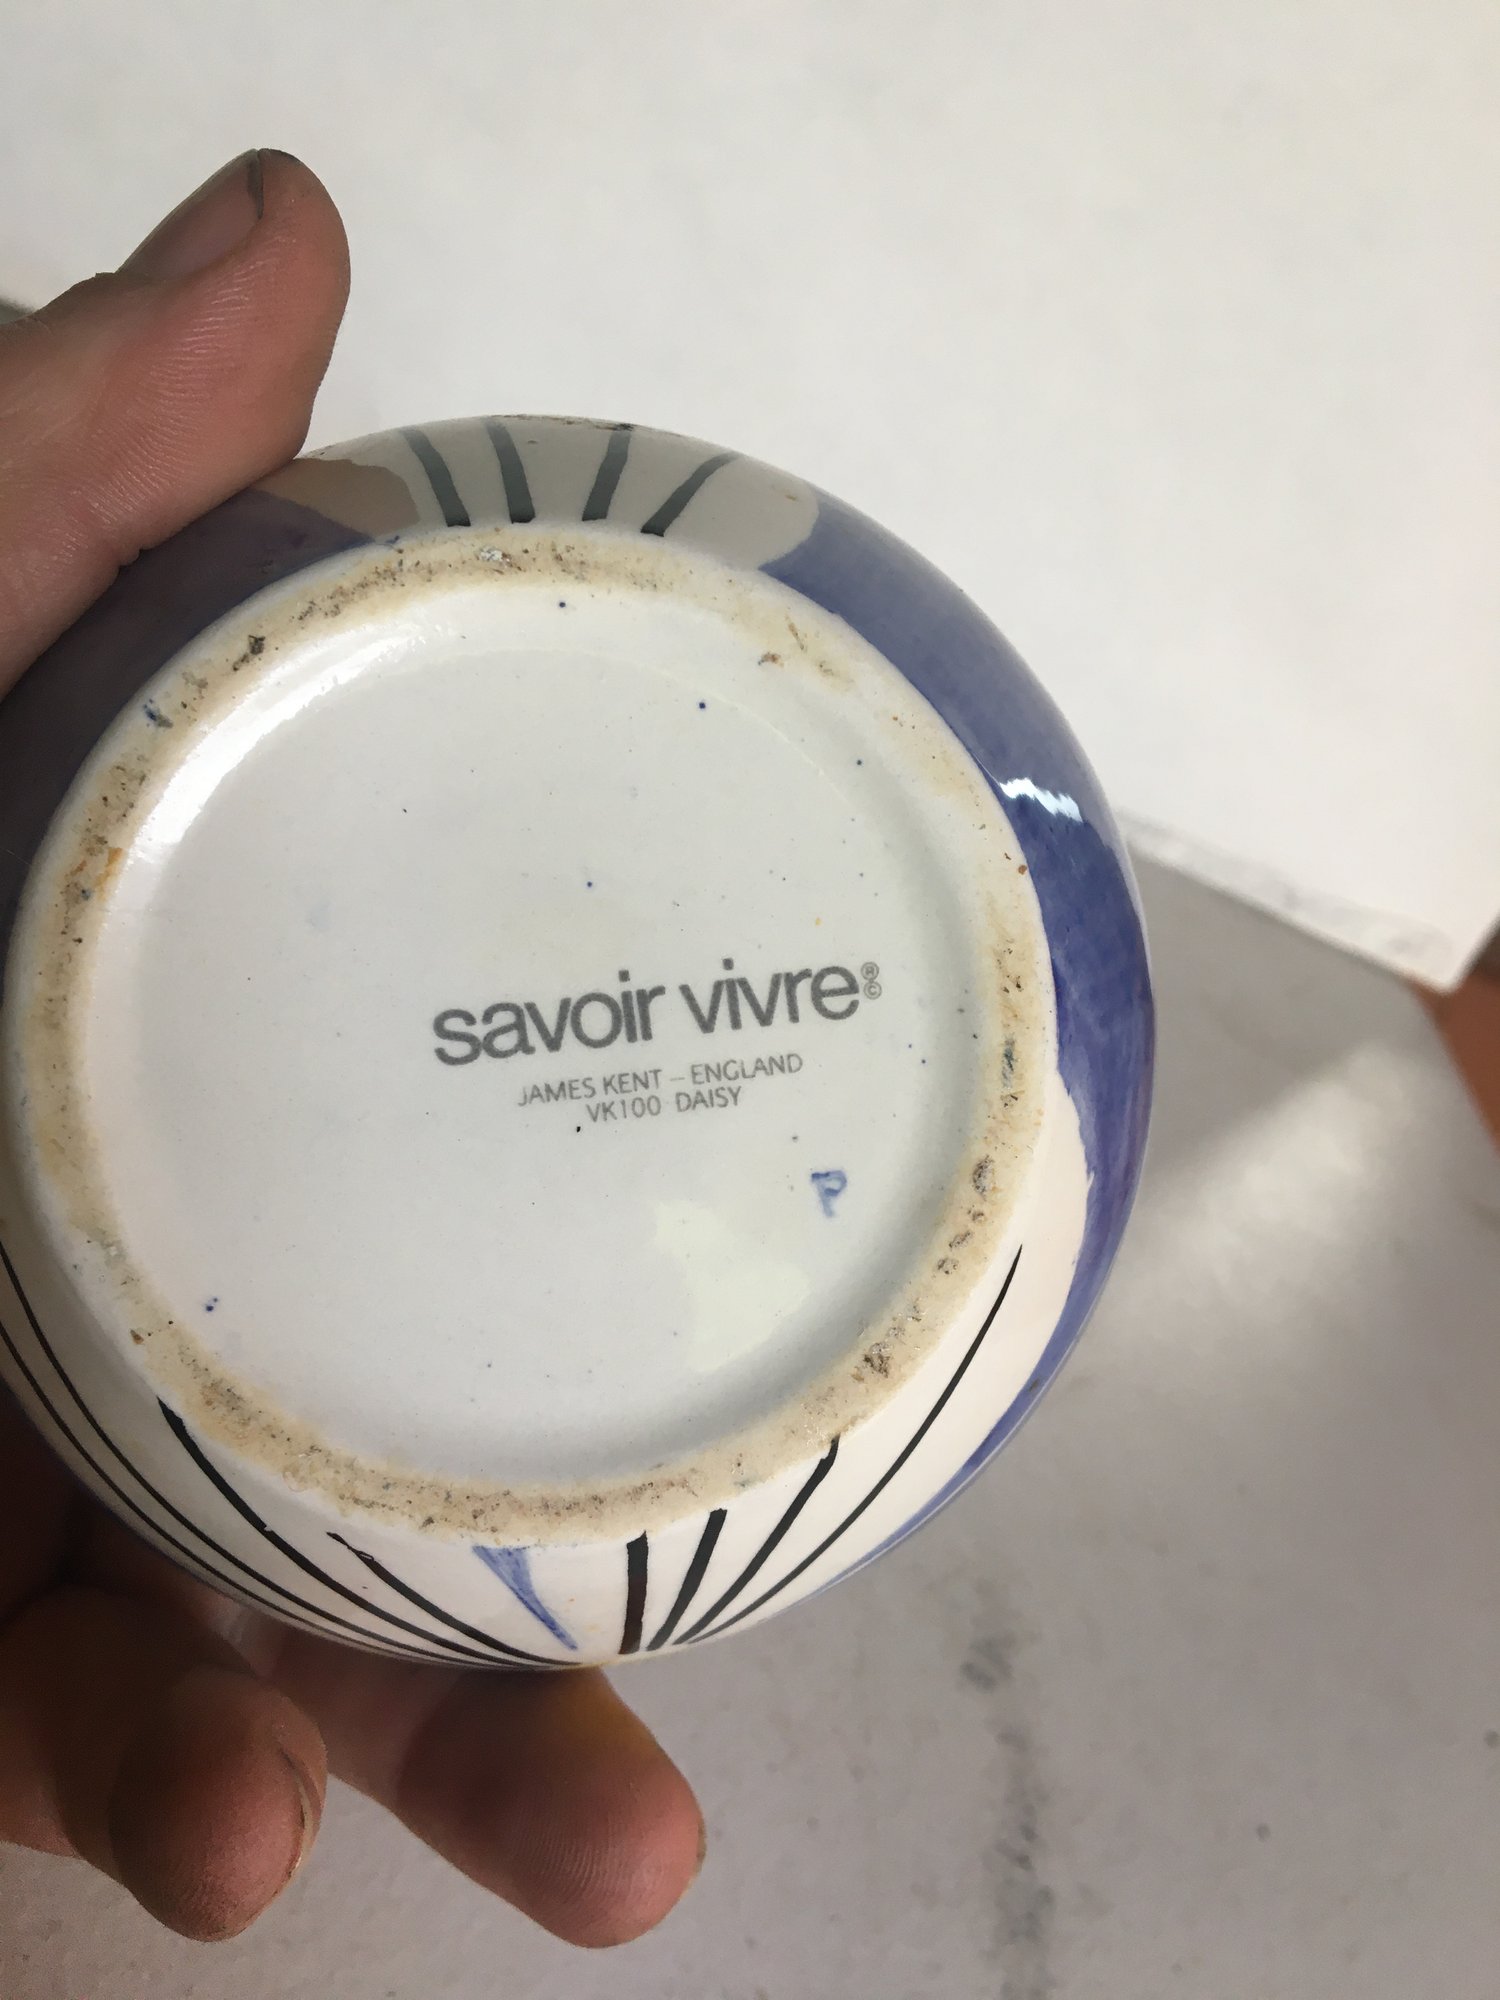 savoir vivre ®©
JAMES KENT – ENGLAND
VK100 DAISY
P